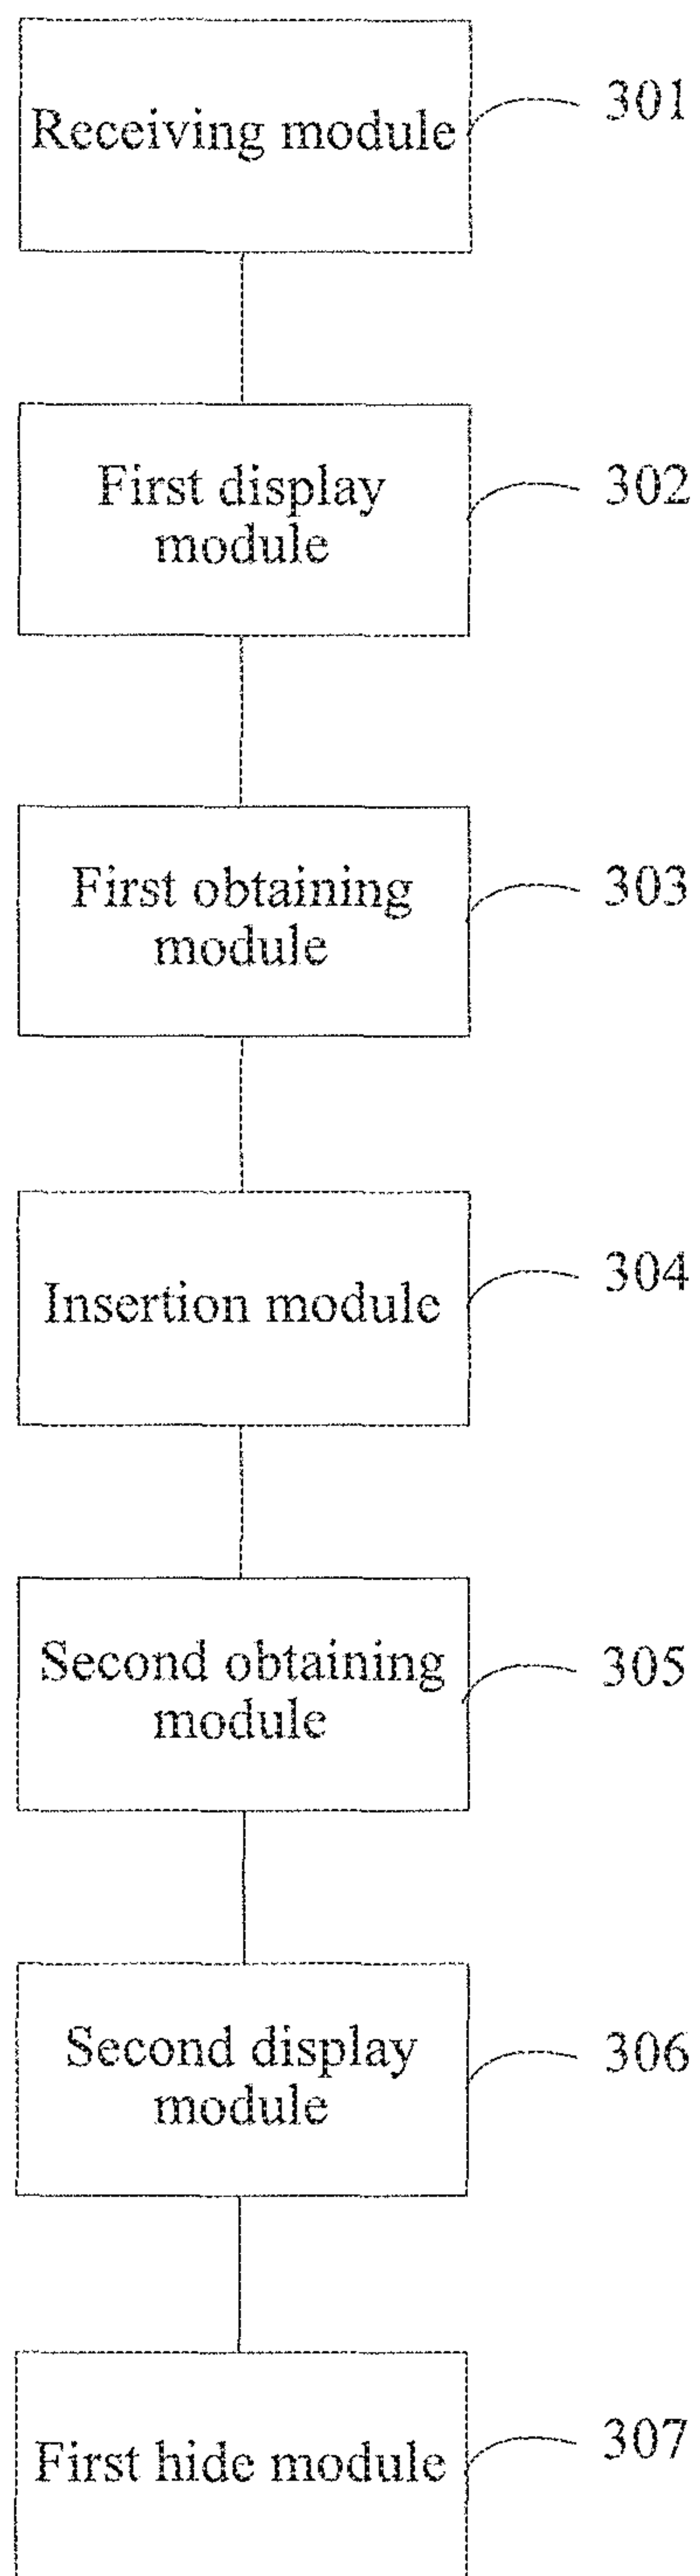 Receiving module
301
First display
module
302
First obtaining
module
303
Insertion module
304
Second obtaining
module
305
Second display
module
306
First hide module
307